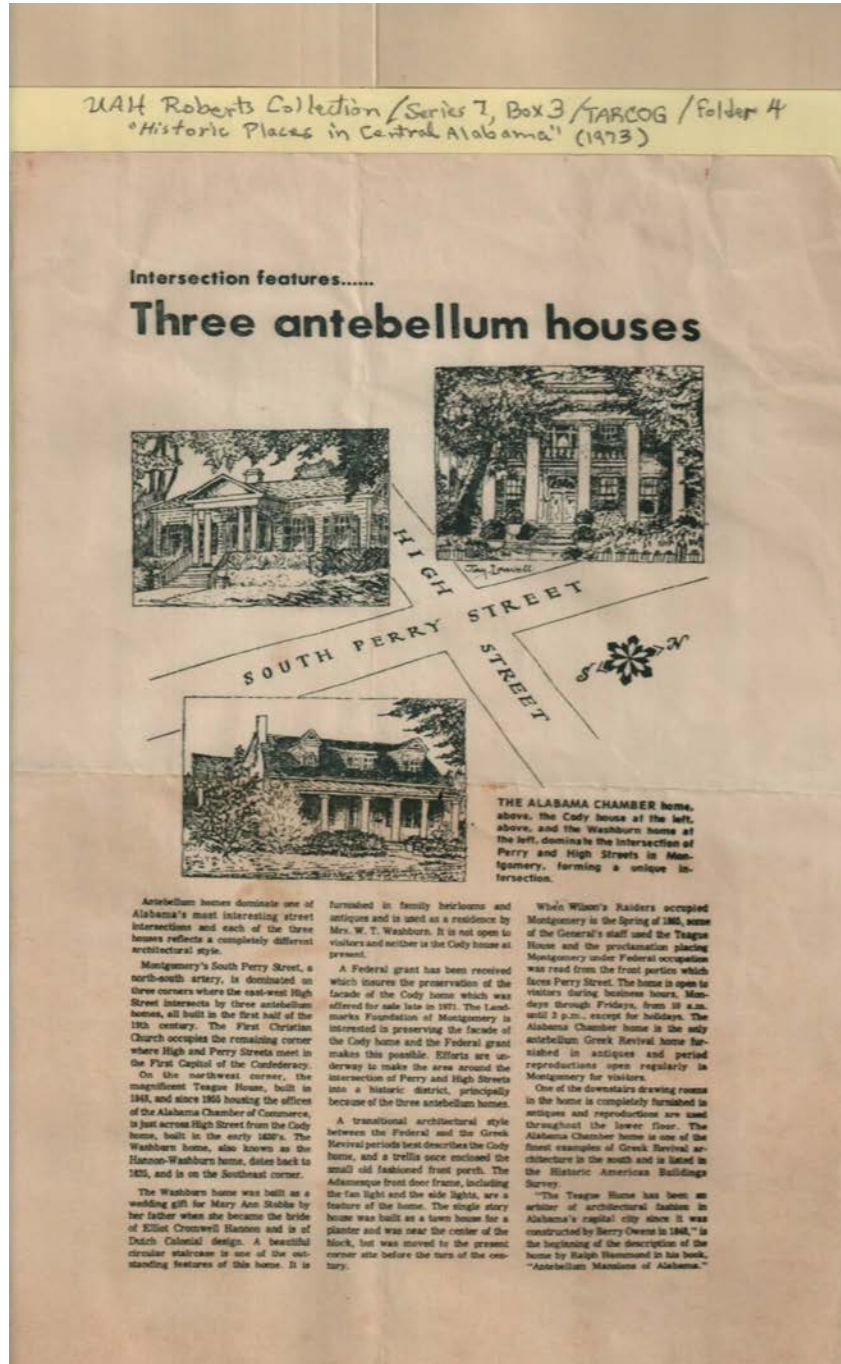 UAH Roberts Collection / Series 7, Box 3 / TARCOG / Folder 4
"Historic Places in Central Alabama" (1973)
Intersection features......
Three antebellum houses
HIGH
STREET
SOUTH PERRY STREET
S
N
THE ALABAMA CHAMBER home,
above, the Cody house at the left,
above, and the Washburn home at
the left, dominate the intersection of
Perry and High Streets in Mon-
tgomery, forming a unique in-
tersection.
Antebellum homes dominate one of
Alabama's most interesting street
intersections and each of the three
houses reflects a completely different
architectural style.
Montgomery's South Perry Street, a
north-south artery, is dominated on
three corners where the east-west High
Street intersects by three antebellum
homes, all built in the first half of the
19th century. The First Christian
Church occupies the remaining corner
where High and Perry Streets meet in
the First Capitol of the Confederacy.
On the northwest corner, the
magnificent Teague House, built in
1848, and since 1955 housing the offices
of the Alabama Chamber of Commerce,
is just across High Street from the Cody
home, built in the early 1830's. The
Washburn home, also known as the
Hannon-Washburn home, dates back to
1835, and is on the Southeast corner.
The Washburn home was built as a
wedding gift for Mary Ann Stobbs by
her father when she became the bride
of Elliot Cromwell Hannon and is of
Dutch Colonial design. A beautiful
circular staircase is one of the out-
standing features of this home. It is
furnished in family heirlooms and
antiques and is used as a residence by
Mrs. W. T. Washburn. It is not open to
visitors and neither is the Cody house at
present.
A Federal grant has been received
which insures the preservation of the
facade of the Cody home which was
offered for sale late in 1971. The Land-
marks Foundation of Montgomery is
interested in preserving the facade of
the Cody home and the Federal grant
makes this possible. Efforts are un-
derway to make the area around the
intersection of Perry and High Streets
into a historic district, principally
because of the three antebellum homes.
A transitional architectural style
between the Federal and the Greek
Revival periods best describes the Cody
home, and a trellis once enclosed the
small old fashioned front porch. The
Adamesque front door frame, including
the fan light and the side lights, are a
feature of the home. The single story
house was built as a town house for a
planter and was near the center of the
block, but was moved to the present
corner site before the turn of the cen-
tury.
When Wilson's Raiders occupied
Montgomery in the Spring of 1865, some
of the General's staff used the Teague
House and the proclamation placing
Montgomery under Federal occupation
was read from the front portico which
faces Perry Street. The home is open to
visitors during business hours, Mon-
days through Fridays, from 10 a.m.
until 2 p.m., except for holidays. The
Alabama Chamber home is the only
antebellum Greek Revival home fur-
nished in antiques and period
reproductions open regularly in
Montgomery for visitors.
One of the downstairs drawing rooms
in the home is completely furnished in
antiques and reproductions are used
throughout the lower floor. The
Alabama Chamber home is one of the
finest examples of Greek Revival ar-
chitecture in the south and is listed in
the Historic American Buildings
Survey.
"The Teague Home has been an
arbiter of architectural fashion in
Alabama's capital city since it was
constructed by Berry Owens in 1848," is
the beginning of the description of the
home by Ralph Hammond in his book,
"Antebellum Mansions of Alabama."